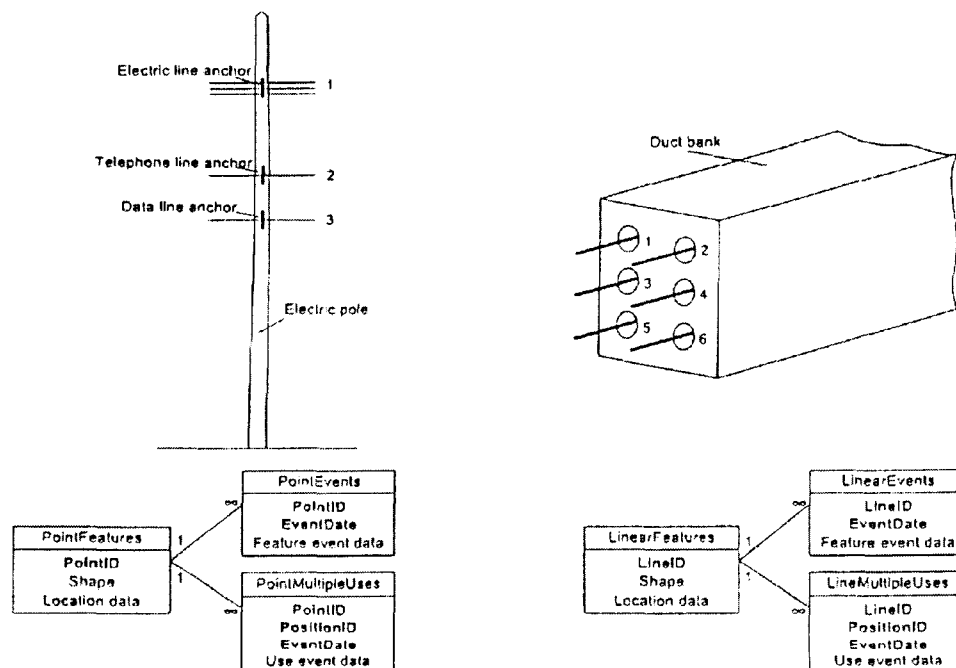 Electric line anchor
1
Telephone line anchor
2
Data line anchor
3
Electric pole
Duct bank
1
2
3
4
5
6
PointFeatures
PointID
Shape
Location data
1
1
∞
∞
PointEvents
PointID
EventDate
Feature event data
PointMultipleUses
PointID
PositionID
EventDate
Use event data
LinearFeatures
LineID
Shape
Location data
1
1
∞
∞
LinearEvents
LineID
EventDate
Feature event data
LineMultipleUses
LineID
PositionID
EventDate
Use event data